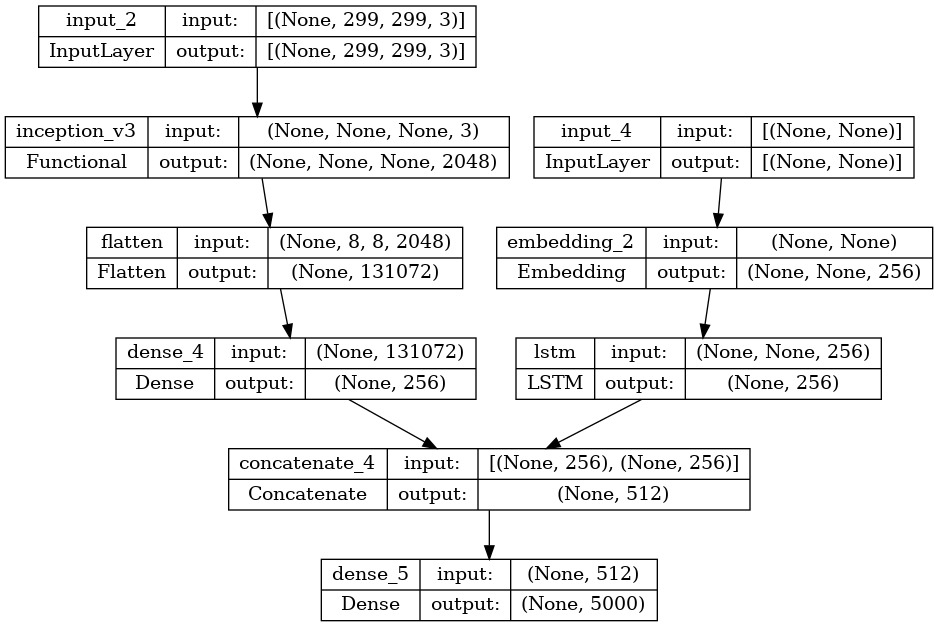 input_2 input: [(None, 299, 299, 3)]
InputLayer output: [(None, 299, 299, 3)]
inception_v3 input: (None, None, None, 3)
Functional output: (None, None, None, 2048)
input_4 input: [(None, None)]
InputLayer output: [(None, None)]
flatten input: (None, 8, 8, 2048)
Flatten output: (None, 131072)
embedding_2 input: (None, None)
Embedding output: (None, None, 256)
dense_4 input: (None, 131072)
Dense output: (None, 256)
lstm input: (None, None, 256)
LSTM output: (None, 256)
concatenate_4 input: [(None, 256), (None, 256)]
Concatenate output: (None, 512)
dense_5 input: (None, 512)
Dense output: (None, 5000)